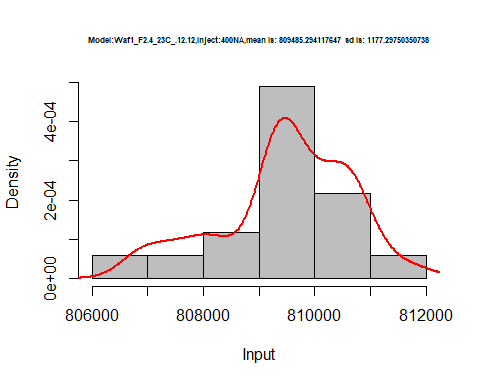 Model:Waf1_F2.4_23C_.12.12,Inject:400NA,mean is: 809485.294117647 sd is: 1177.29750350738
Density
4e-04
2e-04
0e+00
806000 808000 810000 812000
Input